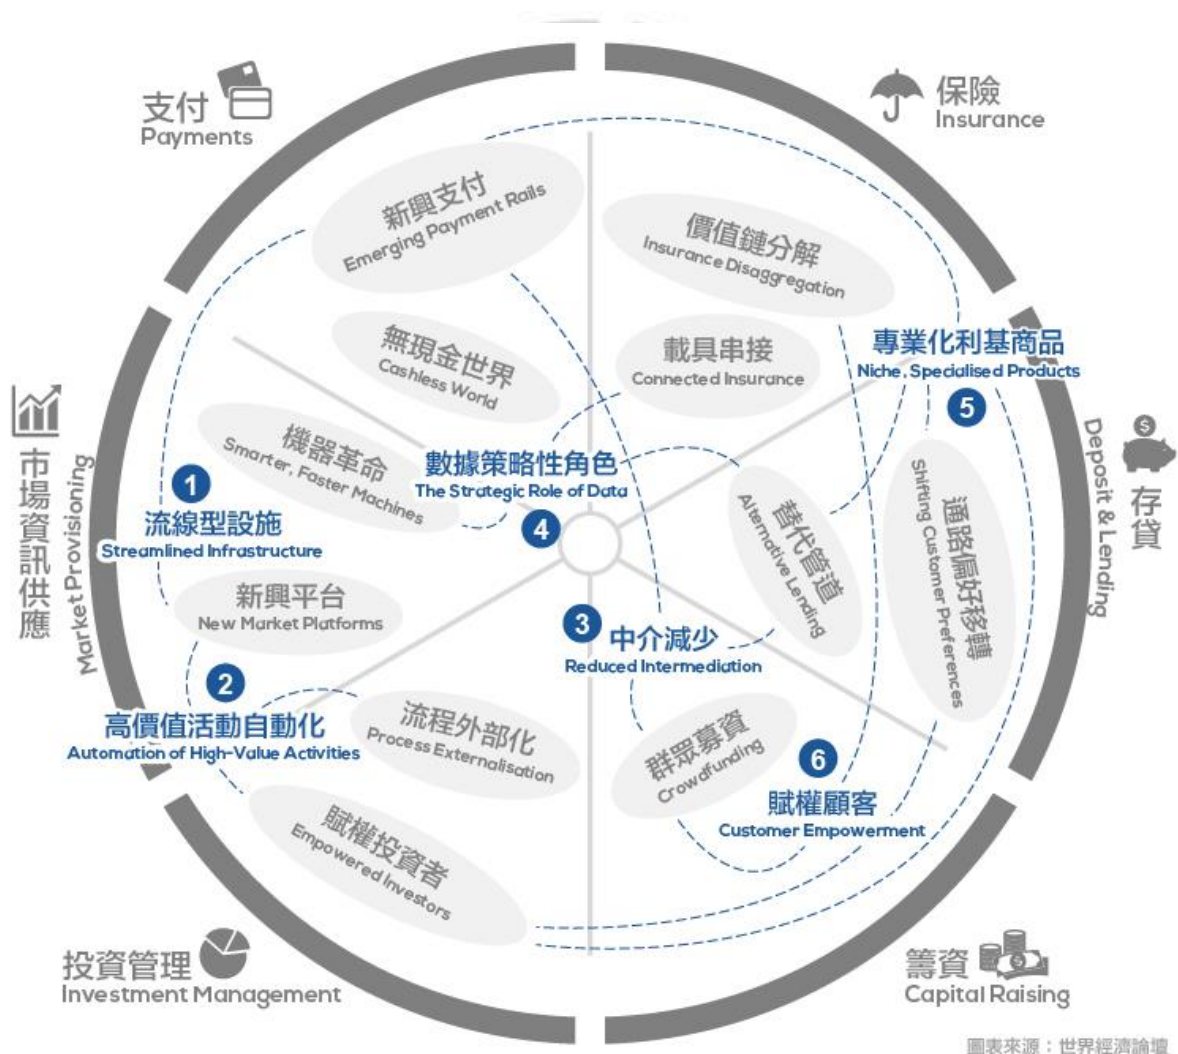 支付
Payments
保險
Insurance
新興支付
Emerging Payment Rails
價值鏈分解
Insurance Disaggregation
無現金世界
Cashless World
載具串接
Connected Insurance
專業化利基商品
Niche, Specialised Products
5
市場資訊供應
Market Provisioning
機器革命
Smarter, Faster Machines
數據策略性角色
The Strategic Role of Data
4
存貸
Deposit & Lending
1
流線型設施
Streamlined Infrastructure
替代管道
Alternative Lending
通路偏好移轉
Shifting Customer Preferences
新興平台
New Market Platforms
3
中介減少
Reduced Intermediation
2
高價值活動自動化
Automation of High-Value Activities
流程外部化
Process Externalisation
群眾募資
Crowdfunding
6
賦權顧客
Customer Empowerment
賦權投資者
Empowered Investors
投資管理
Investment Management
籌資
Capital Raising
圖表來源：世界經濟論壇